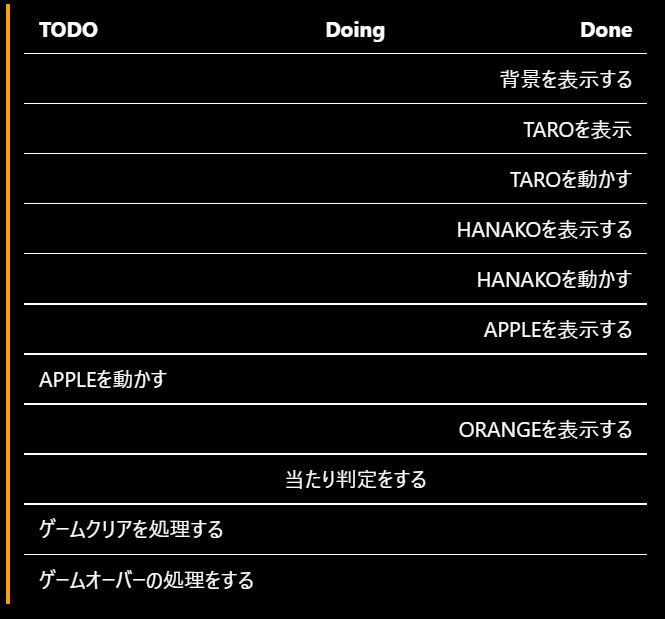 TODO Doing Done
背景を表示する
TAROを表示
TAROを動かす
HANAKOを表示する
HANAKOを動かす
APPLEを表示する
APPLEを動かす
ORANGEを表示する
当たり判定をする
ゲームクリアを処理する
ゲームオーバーの処理をする